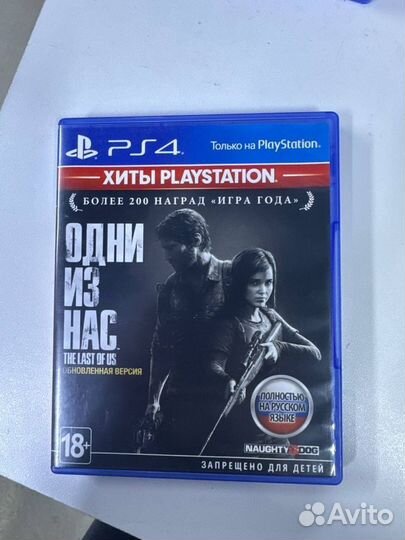 PS4
Только на PlayStation®
ХИТЫ PLAYSTATION®
БОЛЕЕ 200 НАГРАД «ИГРА ГОДА»
ОДНИ
ИЗ
НАС
THE LAST OF US
ОБНОВЛЕННАЯ ВЕРСИЯ
ПОЛНОСТЬЮ
НА РУССКОМ
ЯЗЫКЕ
18+
NAUGHTY DOG
ЗАПРЕЩЕНО ДЛЯ ДЕТЕЙ
Avito